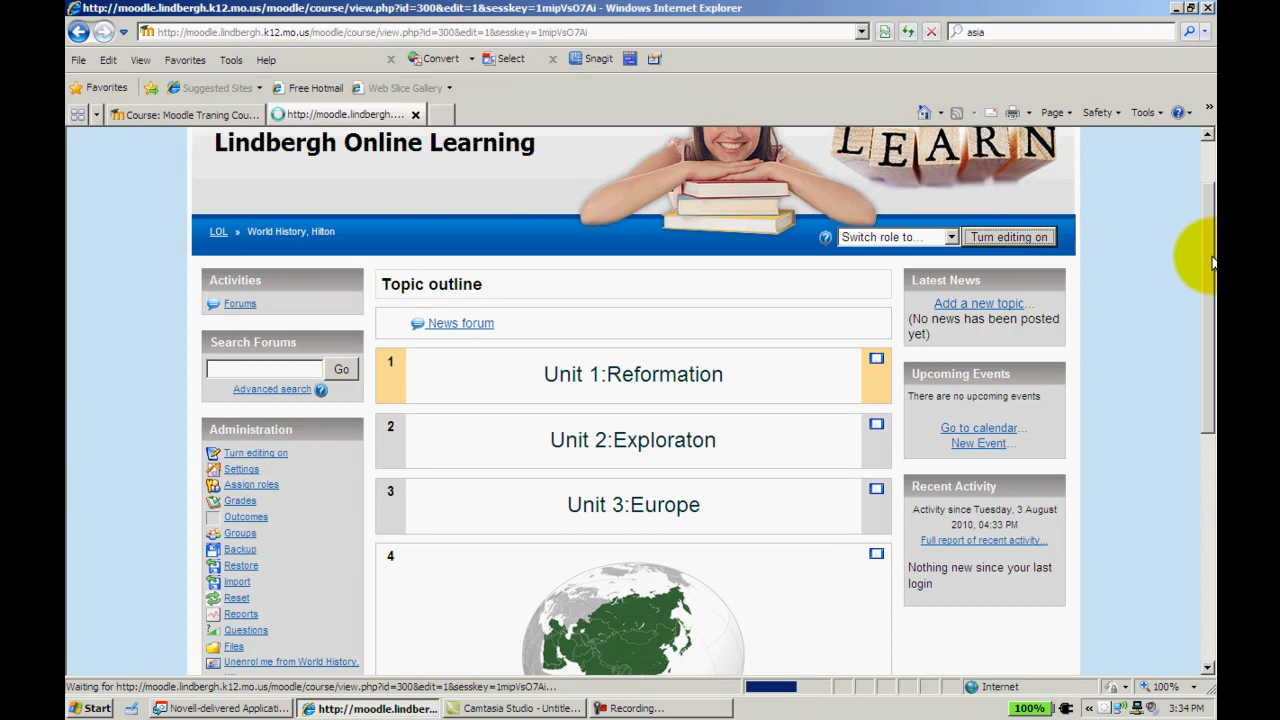 http://moodle.lindbergh.k12.mo.us/moodle/course/view.php?id=300&edit=1&sesskey=1mipVsO7Ai - Windows Internet Explorer
http://moodle.lindbergh.k12.mo.us/moodle/course/view.php?id=300&edit=1&sesskey=1mipVsO7Ai
asia
File Edit View Favorites Tools Help
Convert Select
Snagit
Favorites
Suggested Sites
Free Hotmail
Web Slice Gallery
Course: Moodle Traning Cou...
http://moodle.lindbergh....
Page Safety Tools
Lindbergh Online Learning
LEARN
LOL » World History, Hilton
Switch role to...
Turn editing on
Activities
Forums
Search Forums
Go
Advanced search
Administration
Turn editing on
Settings
Assign roles
Grades
Outcomes
Groups
Backup
Restore
Import
Reset
Reports
Questions
Files
Unenrol me from World History,
Topic outline
News forum
1
Unit 1:Reformation
2
Unit 2:Exploraton
3
Unit 3:Europe
4
Latest News
Add a new topic...
(No news has been posted
yet)
Upcoming Events
There are no upcoming events
Go to calendar...
New Event...
Recent Activity
Activity since Tuesday, 3 August
2010, 04:33 PM
Full report of recent activity...
Nothing new since your last
login
Waiting for http://moodle.lindbergh.k12.mo.us/moodle/course/view.php?id=300&edit=1&sesskey=1mipVsO7Ai...
Internet
100%
Start
Novell-delivered Applicati...
http://moodle.lindber...
Camtasia Studio - Untitle...
Recording...
100%
3:34 PM